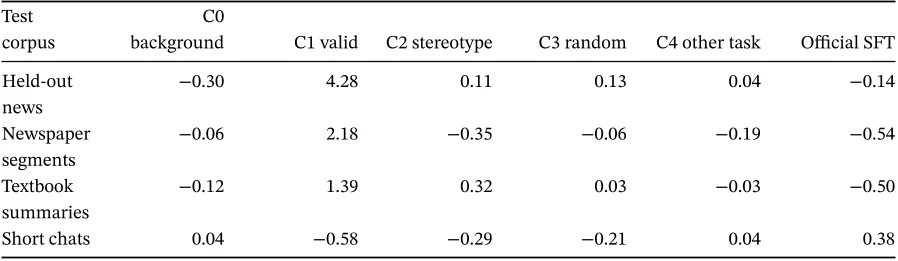 Test C0
corpus background C1 valid C2 stereotype C3 random C4 other task Official SFT
Held-out −0.30 4.28 0.11 0.13 0.04 −0.14
news
Newspaper −0.06 2.18 −0.35 −0.06 −0.19 −0.54
segments
Textbook −0.12 1.39 0.32 0.03 −0.03 −0.50
summaries
Short chats 0.04 −0.58 −0.29 −0.21 0.04 0.38